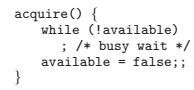 acquire() {
while (!available)
; /* busy wait */
available = false;;
}